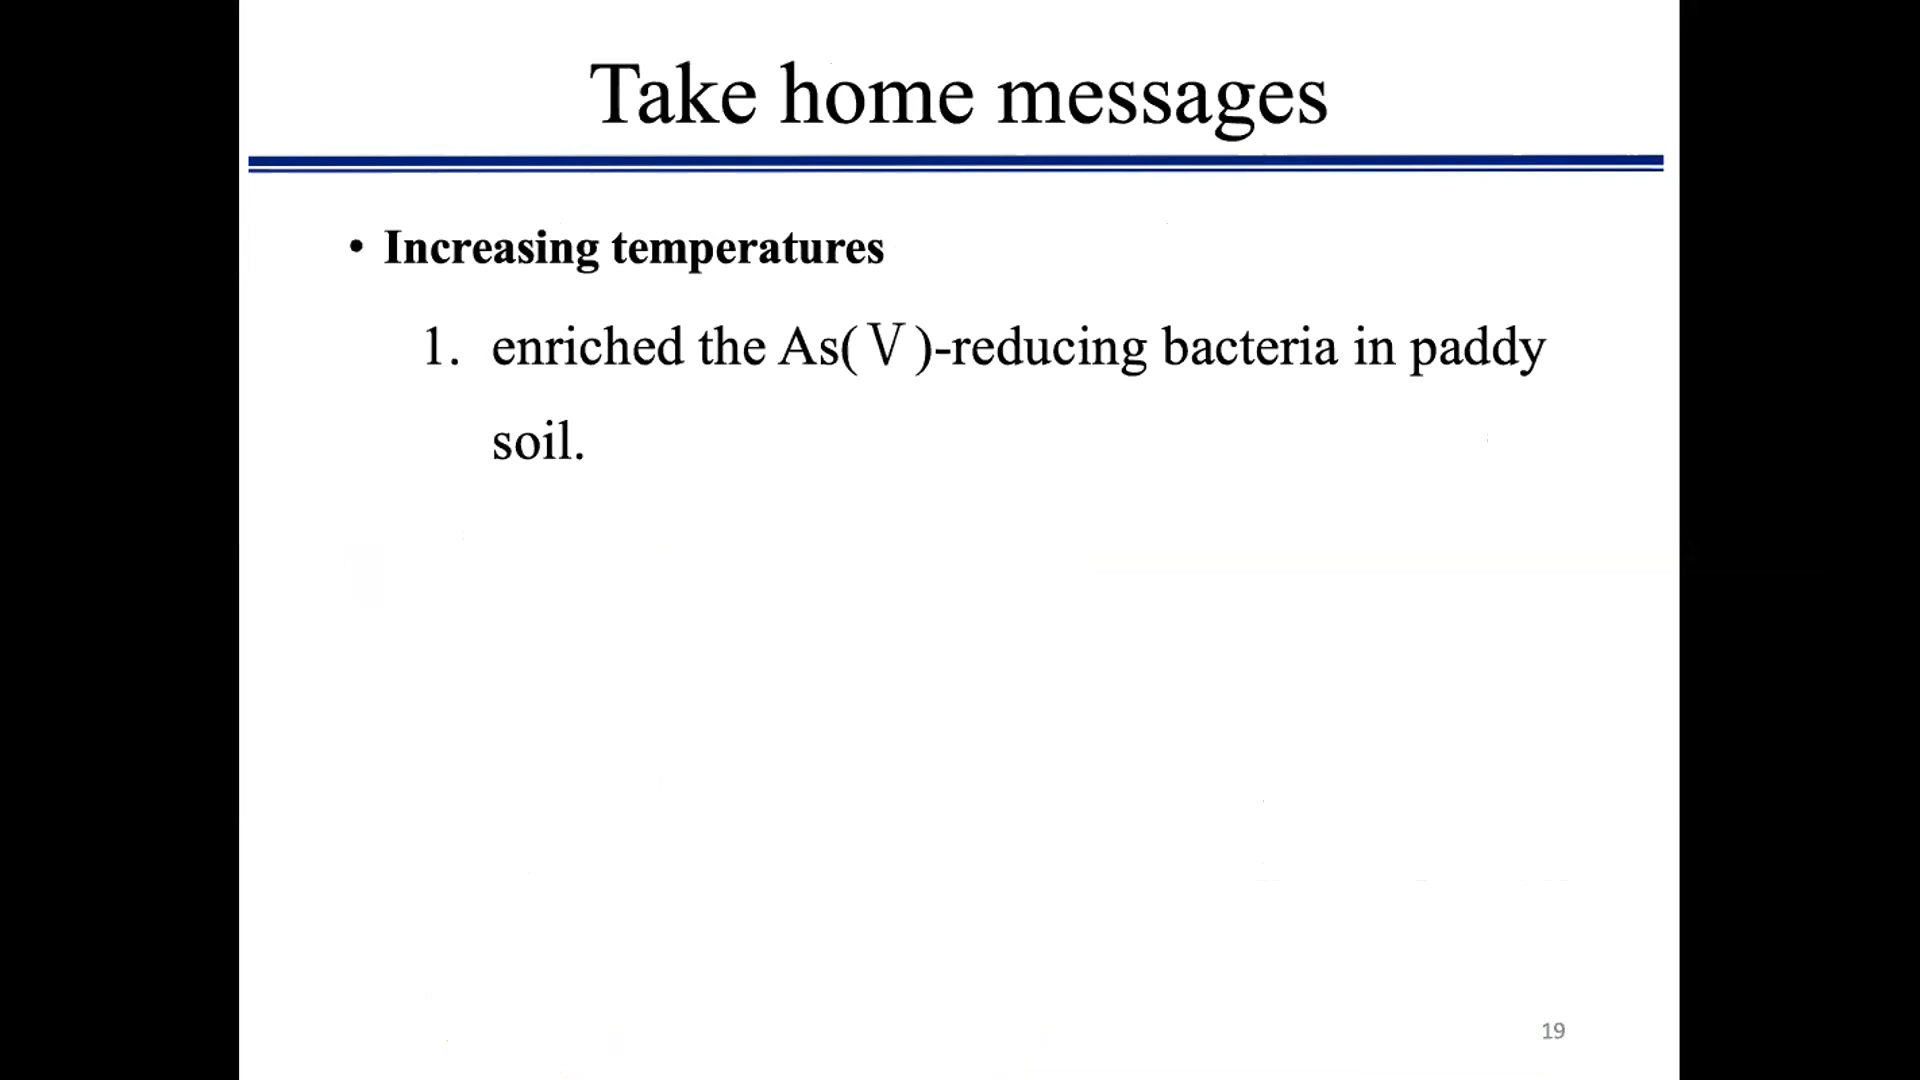 Take home messages
• Increasing temperatures
1. enriched the As(Ⅴ)-reducing bacteria in paddy
soil.
19